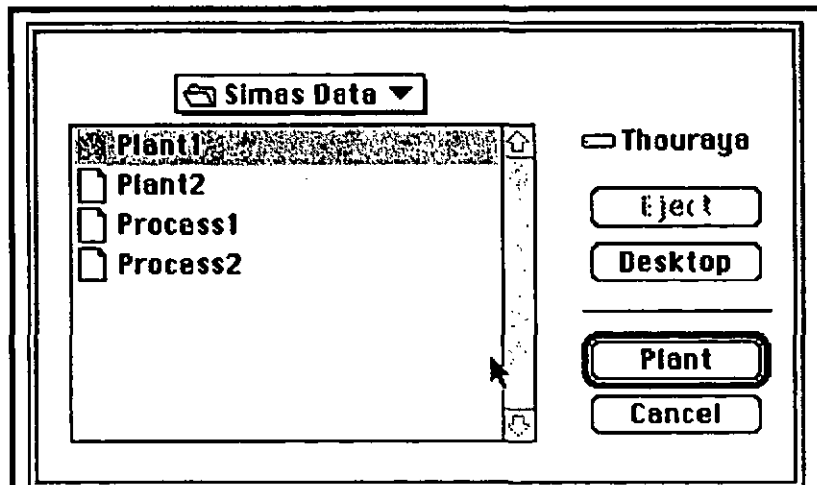 Simas Data
Plant1
Plant2
Process1
Process2
Thouraya
Eject
Desktop
Plant
Cancel